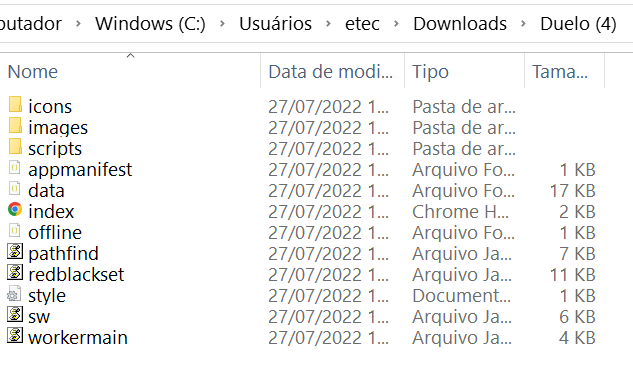 putador > Windows (C:) > Usuários > etec > Downloads > Duelo (4)
Nome Data de modi... Tipo Tama...
icons 27/07/2022 1... Pasta de ar...
images 27/07/2022 1... Pasta de ar...
scripts 27/07/2022 1... Pasta de ar...
appmanifest 27/07/2022 1... Arquivo Fo... 1 KB
data 27/07/2022 1... Arquivo Fo... 17 KB
index 27/07/2022 1... Chrome H... 2 KB
offline 27/07/2022 1... Arquivo Fo... 1 KB
pathfind 27/07/2022 1... Arquivo Ja... 7 KB
redblackset 27/07/2022 1... Arquivo Ja... 11 KB
style 27/07/2022 1... Document... 1 KB
sw 27/07/2022 1... Arquivo Ja... 6 KB
workermain 27/07/2022 1... Arquivo Ja... 4 KB